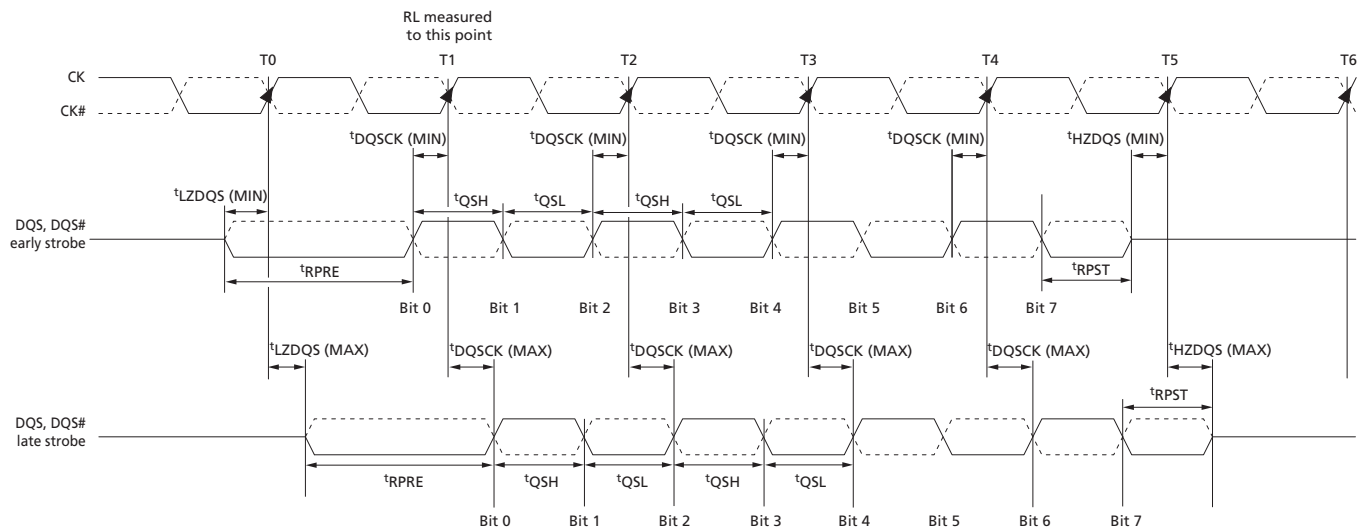 RL measured
to this point
T0
T1
T2
T3
T4
T5
T6
CK
CK#
tDQSCK (MIN)
tDQSCK (MIN)
tDQSCK (MIN)
tDQSCK (MIN)
tHZDQS (MIN)
tLZDQS (MIN)
tQSH
tQSL
tQSH
tQSL
DQS, DQS#
early strobe
tRPRE
tRPST
Bit 0
Bit 1
Bit 2
Bit 3
Bit 4
Bit 5
Bit 6
Bit 7
tLZDQS (MAX)
tDQSCK (MAX)
tDQSCK (MAX)
tDQSCK (MAX)
tDQSCK (MAX)
tHZDQS (MAX)
tRPST
DQS, DQS#
late strobe
tRPRE
tQSH
tQSL
tQSH
tQSL
Bit 0
Bit 1
Bit 2
Bit 3
Bit 4
Bit 5
Bit 6
Bit 7